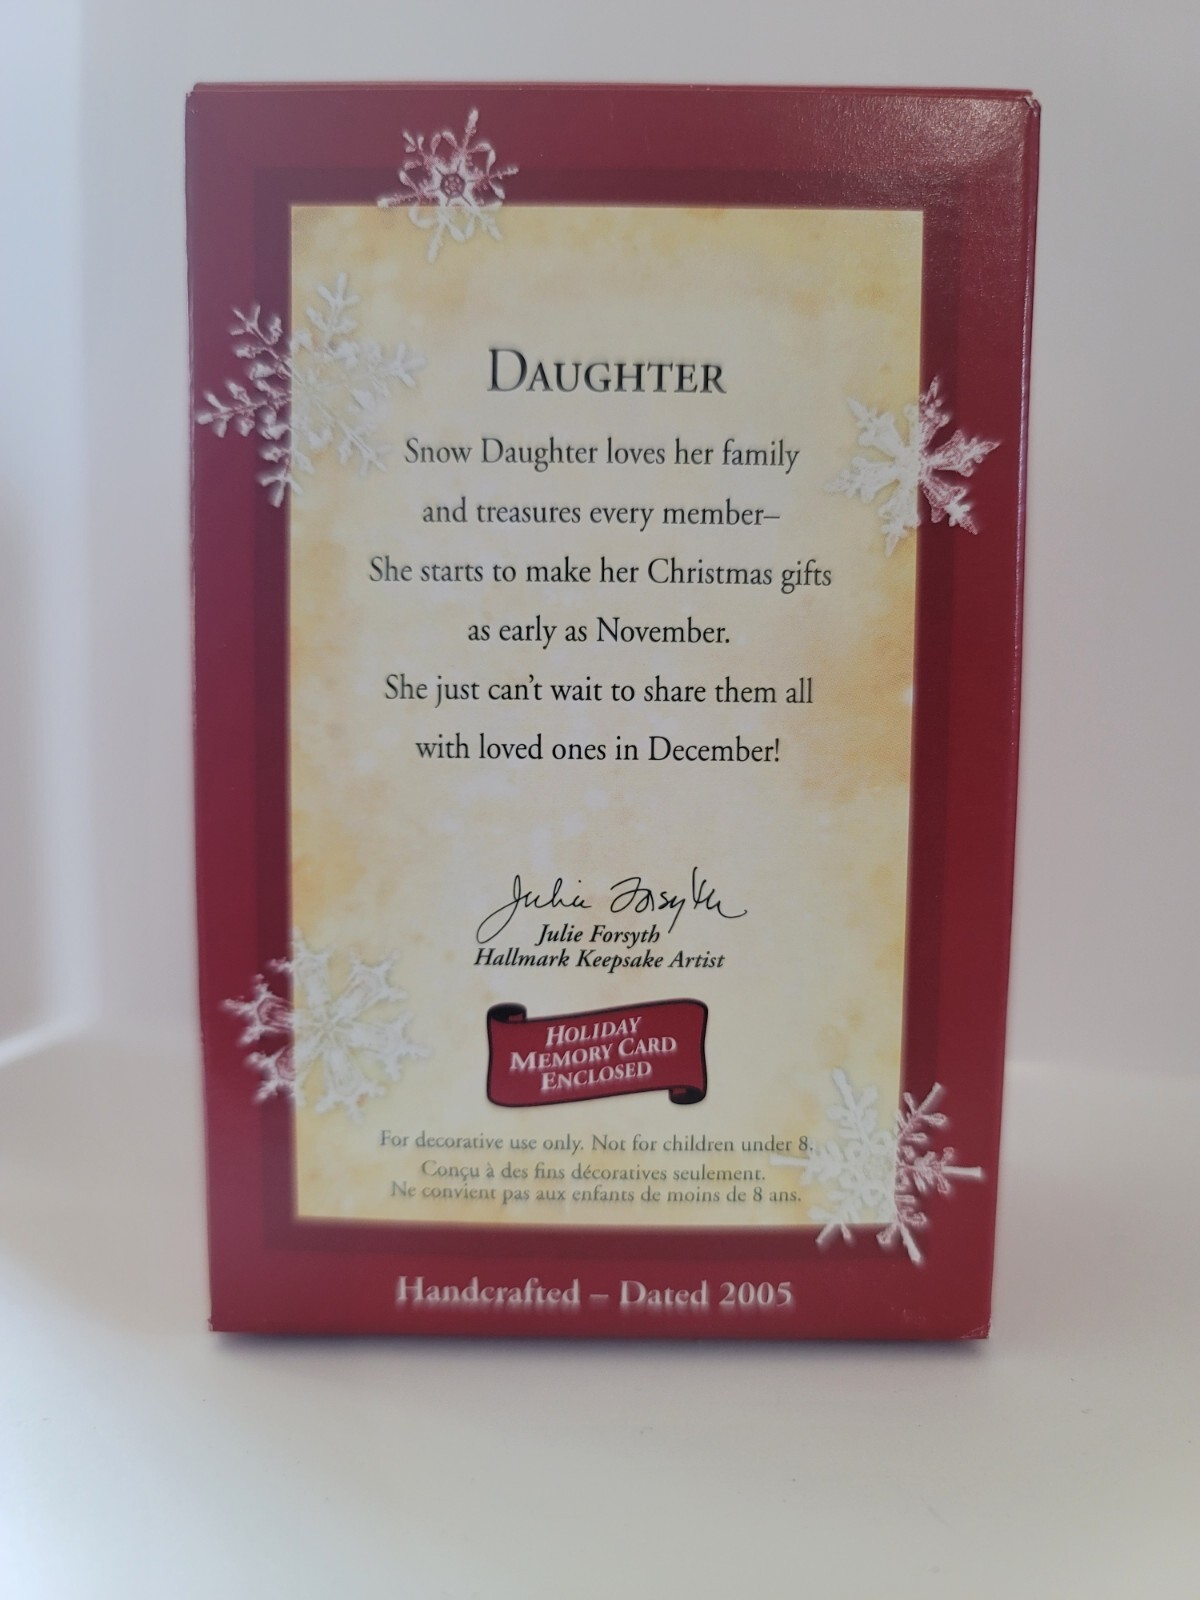 DAUGHTER
Snow Daughter loves her family
and treasures every member–
She starts to make her Christmas gifts
as early as November.
She just can't wait to share them all
with loved ones in December!
Julie Forsyth
Julie Forsyth
Hallmark Keepsake Artist
HOLIDAY
MEMORY CARD
ENCLOSED
For decorative use only. Not for children under 8.
Conçu à des fins décoratives seulement.
Ne convient pas aux enfants de moins de 8 ans.
Handcrafted – Dated 2005